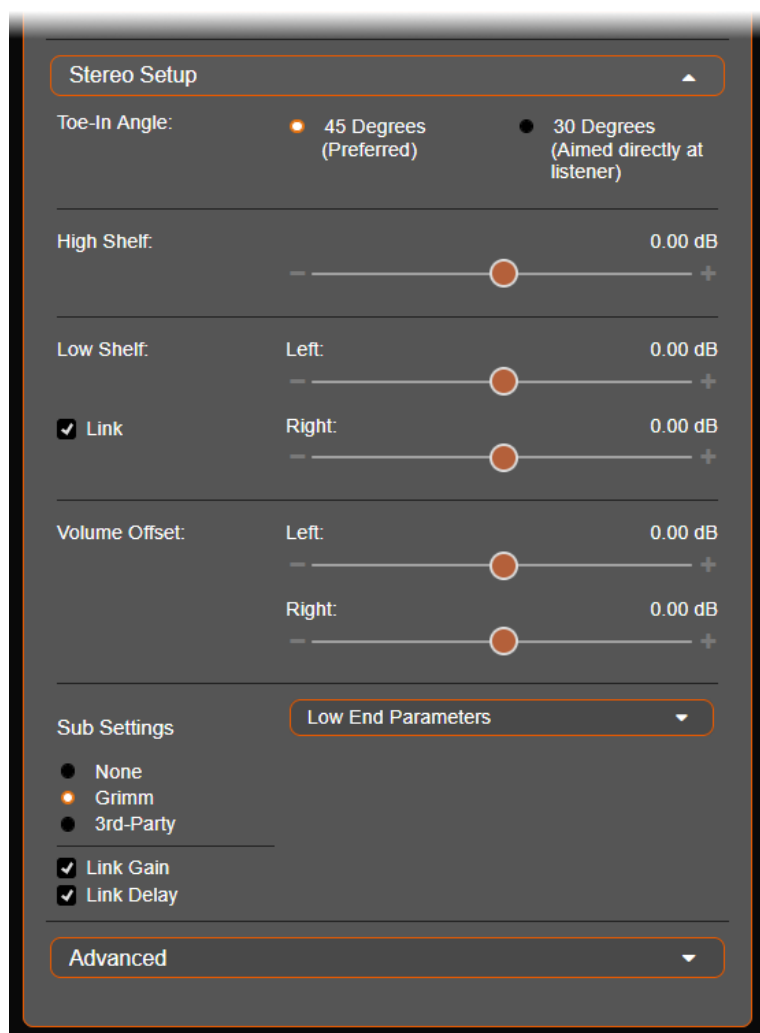 Stereo Setup
Toe-In Angle:
45 Degrees
(Preferred)
30 Degrees
(Aimed directly at
listener)
High Shelf:
0.00 dB
Low Shelf:
Left:
0.00 dB
Link
Right:
0.00 dB
Volume Offset:
Left:
0.00 dB
Right:
0.00 dB
Sub Settings
Low End Parameters
None
Grimm
3rd-Party
Link Gain
Link Delay
Advanced